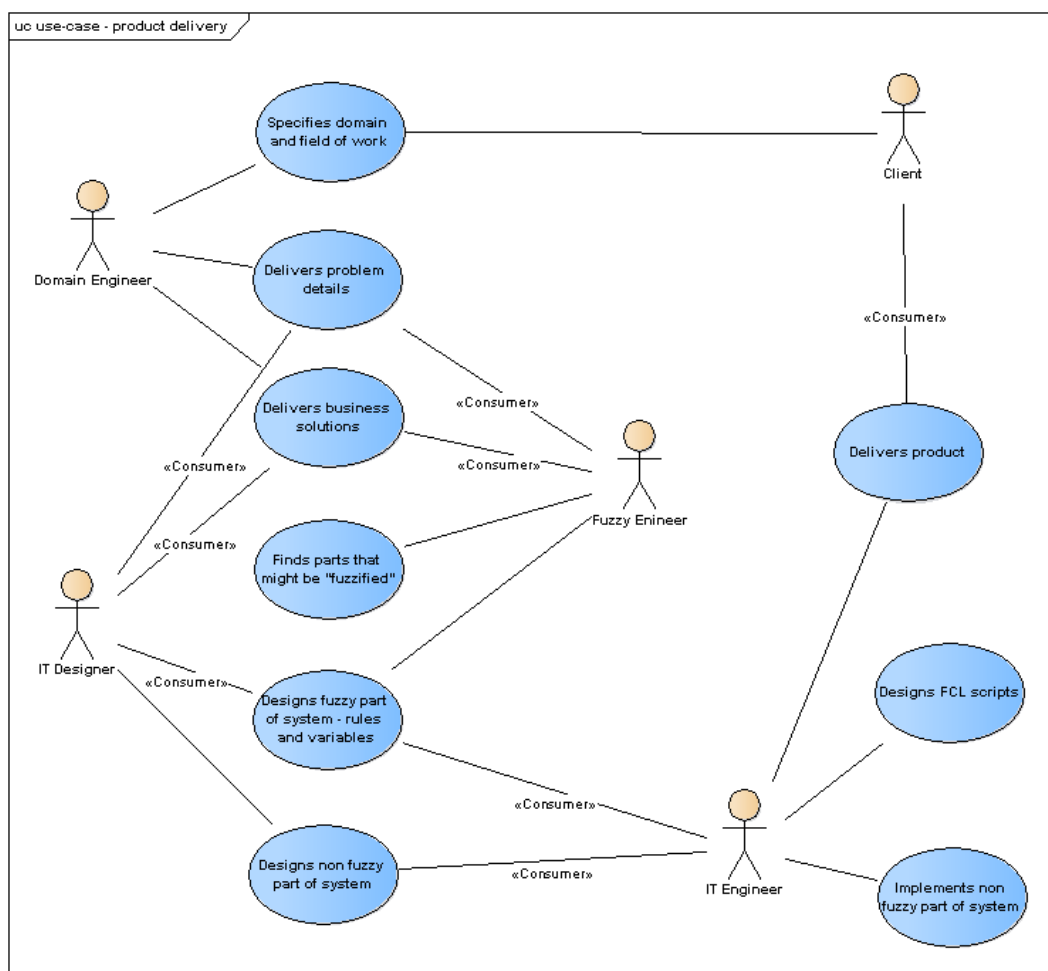 uc use-case - product delivery
Specifies domain
and field of work
Client
Domain Engineer
Delivers problem
details
«Consumer»
Delivers business
solutions
«Consumer»
«Consumer»
«Consumer»
Delivers product
Fuzzy Enineer
«Consumer»
Finds parts that
might be "fuzzified"
IT Designer
«Consumer»
Designs fuzzy part
of system - rules
and variables
Designs FCL scripts
«Consumer»
Designs non fuzzy
part of system
«Consumer»
IT Engineer
Implements non
fuzzy part of system